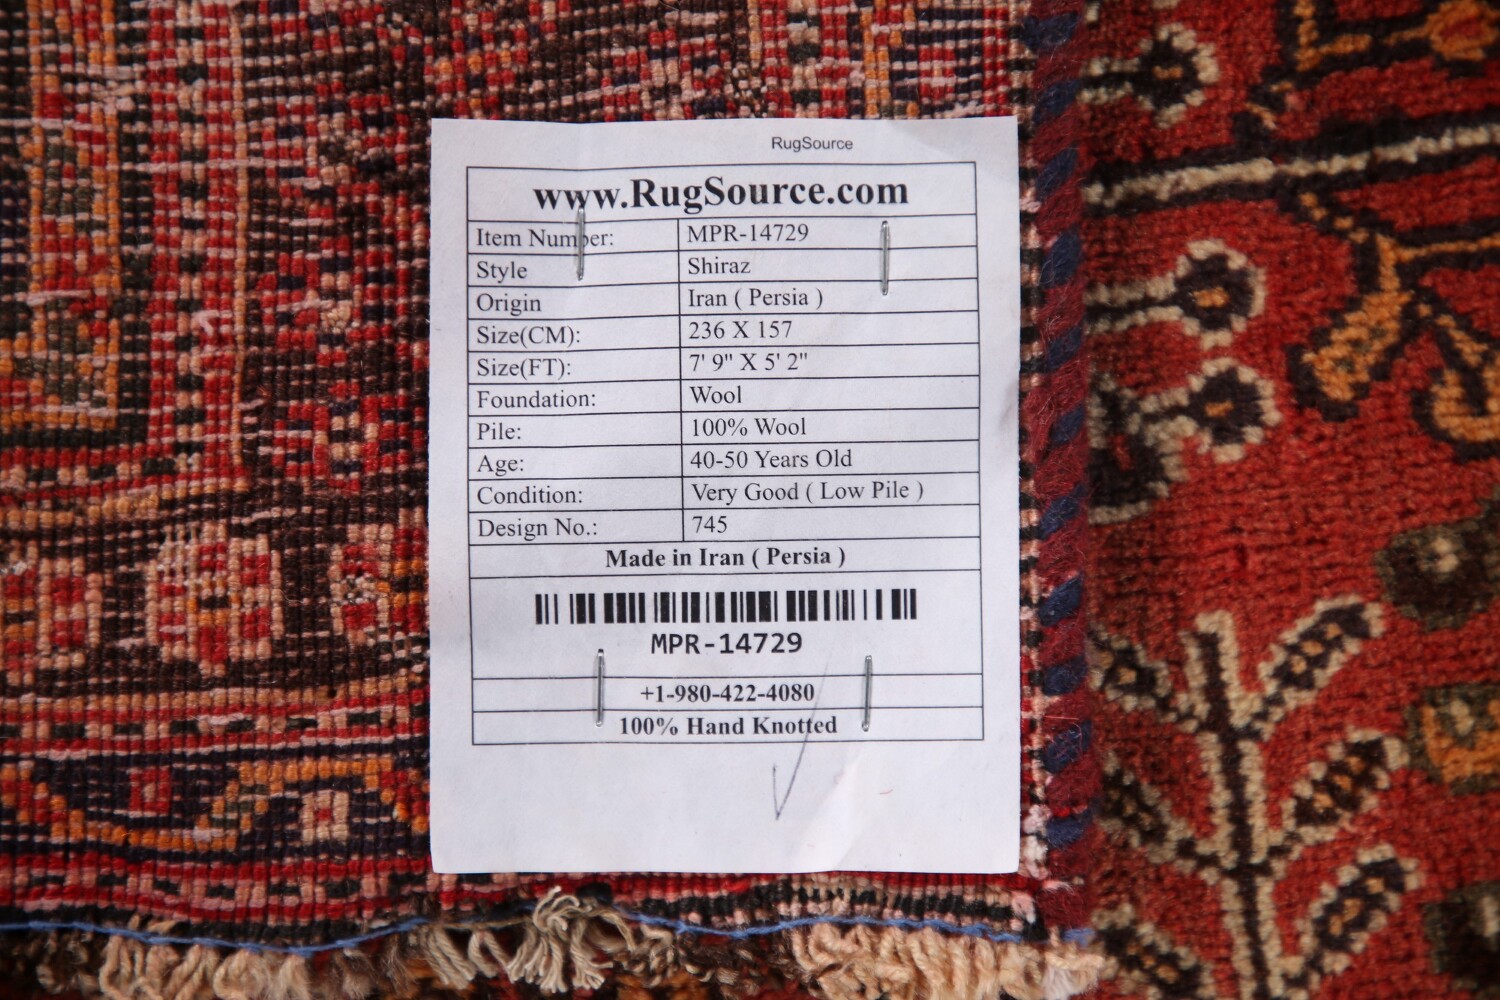 RugSource
www.RugSource.com
Item Number: MPR-14729
Style Shiraz
Origin Iran ( Persia )
Size(CM): 236 X 157
Size(FT): 7' 9" X 5' 2"
Foundation: Wool
Pile: 100% Wool
Age: 40-50 Years Old
Condition: Very Good ( Low Pile )
Design No.: 745
Made in Iran ( Persia )
MPR-14729
+1-980-422-4080
100% Hand Knotted